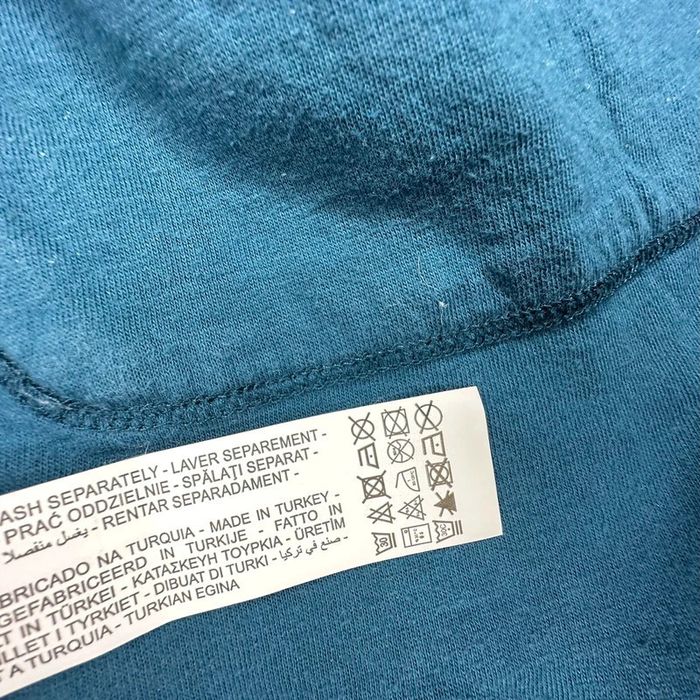 ASH SEPARATELY - LAVER SEPAREMENT -
PRAĆ ODDZIELNIE - SPĂLAȚI SEPARAT -
- RENTAR SEPARADAMENT - يغسل منفصلا
BRICADO NA TURQUIA - MADE IN TURKEY -
GEFABRICEERD IN TURKIJE - FATTO IN
IN TÜRKEI - ΚΑΤΑΣΚΕΥΗ ΤΟΥΡΚΙΑ - ÜRETİM
LLET I TYRKIET - DIBUAT DI TURKI - صنع في تركيا -
A TURQUIA - TURKIAN EGINA